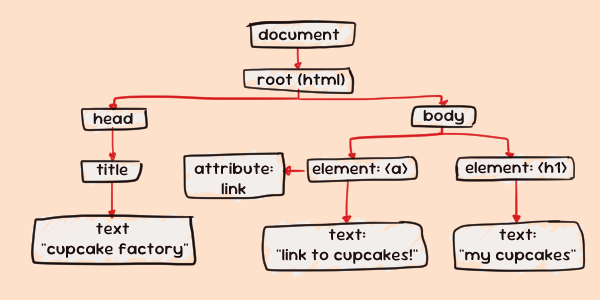 document
root (html)
head
body
title
attribute:
link
element: <a>
element: <h1>
text
"cupcake factory"
text:
"link to cupcakes!"
text:
"my cupcakes"